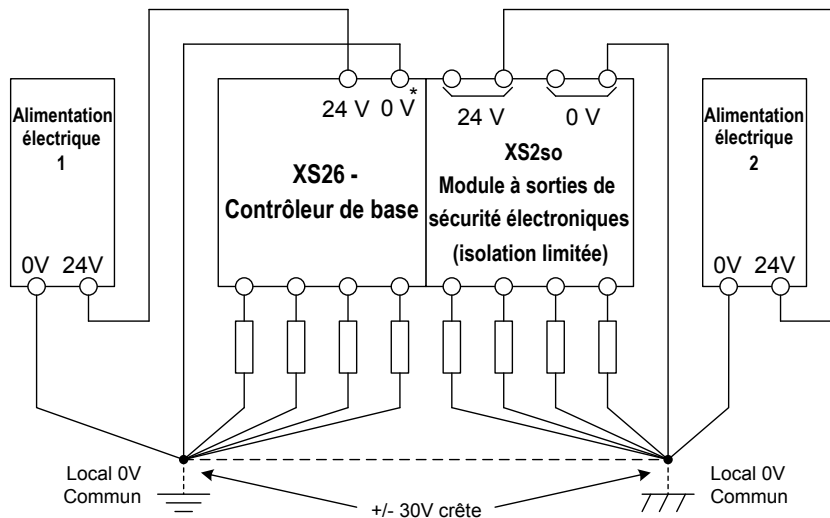 Alimentation
électrique
1
0V 24V
24 V 0 V*
XS26 -
Contrôleur de base
24 V 0 V
XS2so
Module à sorties de
sécurité électroniques
(isolation limitée)
Alimentation
électrique
2
0V 24V
Local 0V
Commun
+/- 30V crête
Local 0V
Commun